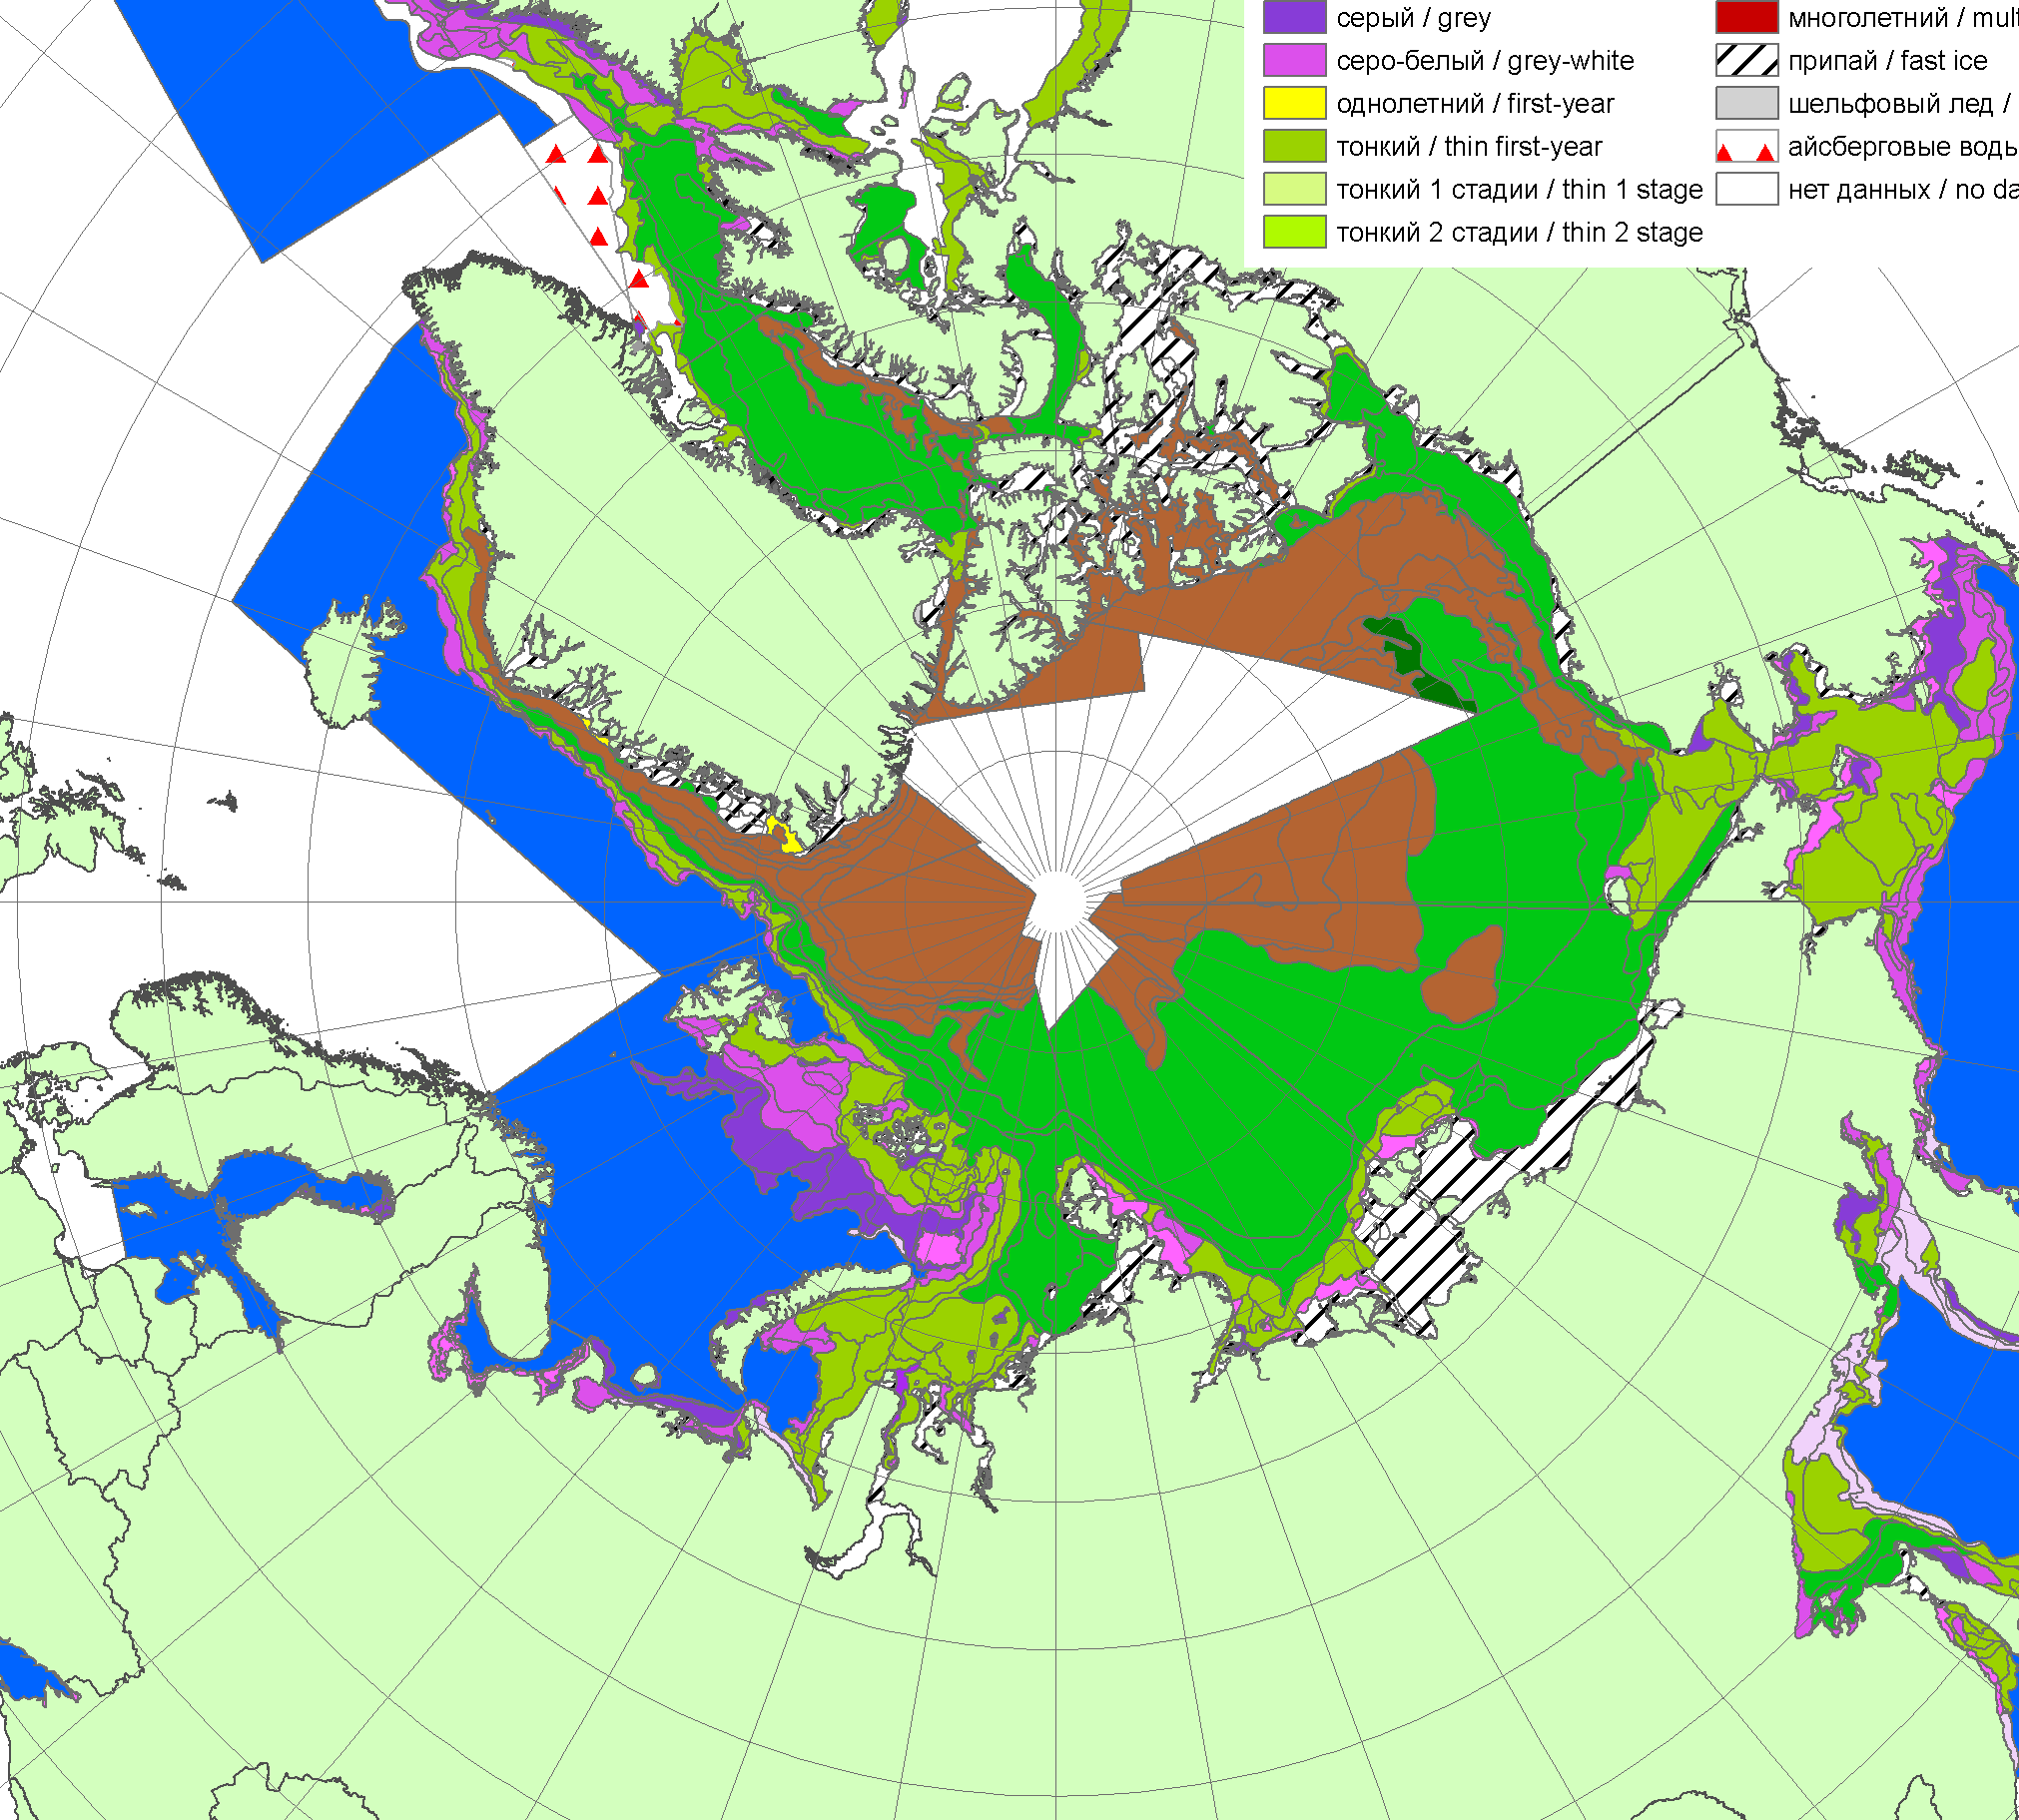 серый / grey
серо-белый / grey-white
однолетний / first-year
тонкий / thin first-year
тонкий 1 стадии / thin 1 stage
тонкий 2 стадии / thin 2 stage
многолетний / mult
припай / fast ice
шельфовый лед /
айсберговые водь
нет данных / no da